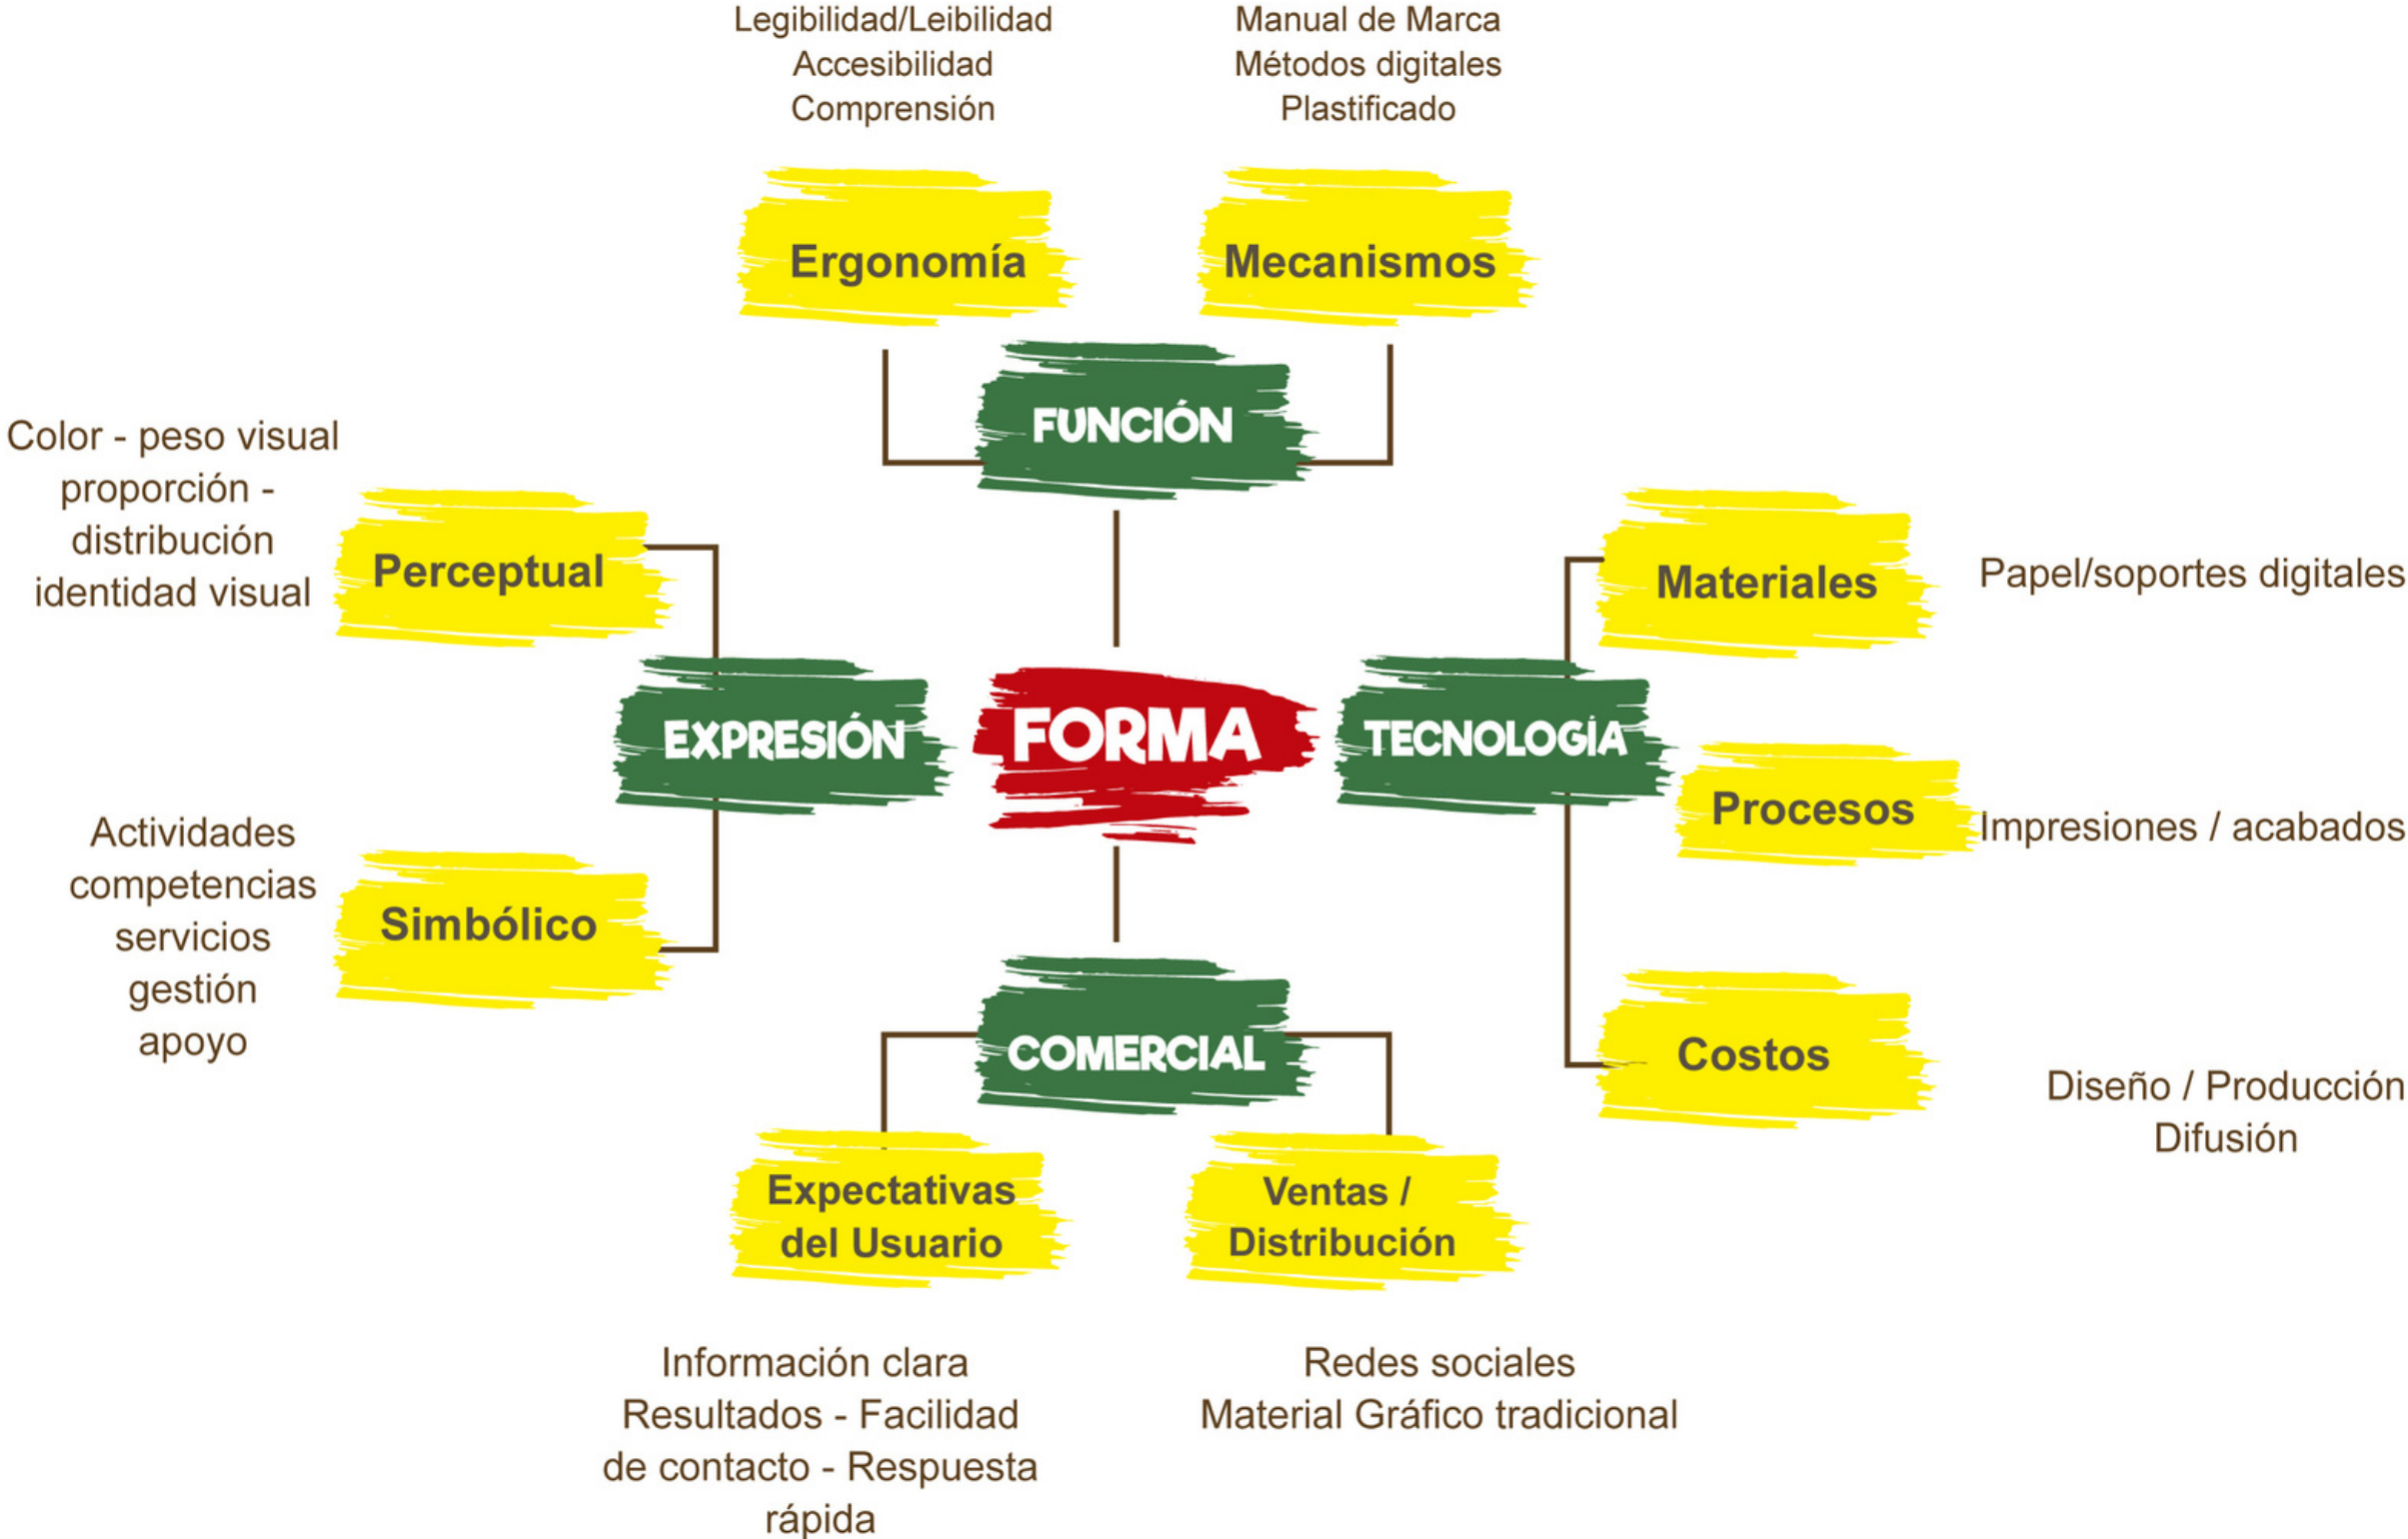 Legibilidad/Leibilidad
Accesibilidad
Comprensión
Manual de Marca
Métodos digitales
Plastificado
Ergonomía
Mecanismos
FUNCIÓN
Color - peso visual
proporción -
distribución
identidad visual
Perceptual
Materiales
Papel/soportes digitales
EXPRESIÓN
FORMA
TECNOLOGÍA
Procesos
Impresiones / acabados
Actividades
competencias
servicios
gestión
apoyo
Simbólico
COMERCIAL
Costos
Diseño / Producción
Difusión
Expectativas
del Usuario
Ventas /
Distribución
Información clara
Resultados - Facilidad
de contacto - Respuesta
rápida
Redes sociales
Material Gráfico tradicional